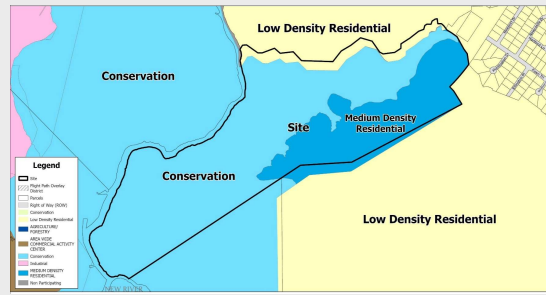 Low Density Residential
Conservation
Site
Medium Density
Residential
Conservation
Low Density Residential
NEW RIVER
Legend
Site
Flight Path Overlay
District
Parcels
Right of Way (ROW)
Conservation
Low Density Residential
AGRICULTURE/
FORESTRY
AREA WIDE
COMMERCIAL ACTIVITY
CENTER
Conservation
Industrial
MEDIUM DENSITY
RESIDENTIAL
Non Participating